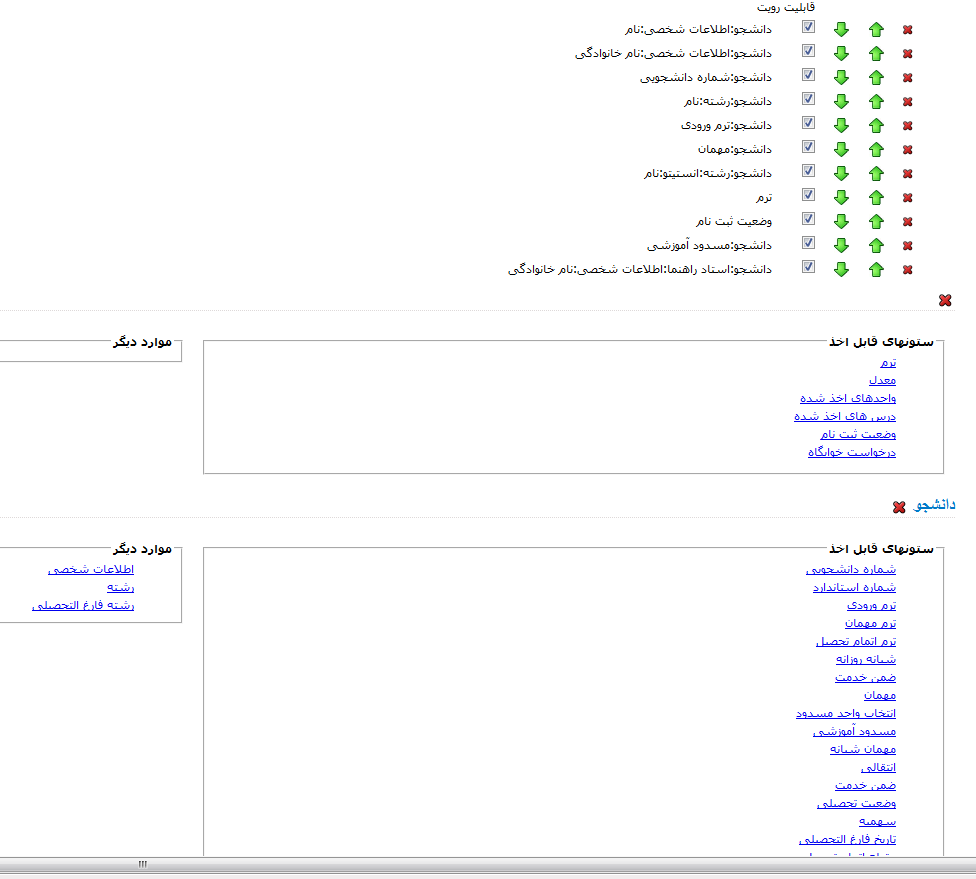 قابلیت رویت
دانشجو:اطلاعات شخصی:نام
دانشجو:اطلاعات شخصی:نام خانوادگی
دانشجو:شماره دانشجویی
دانشجو:رشته:نام
دانشجو:ترم ورودی
دانشجو:مهمان
دانشجو:رشته:انستیتو:نام
ترم
وضعیت ثبت نام
دانشجو:مسدود آموزشی
دانشجو:استاد راهنما:اطلاعات شخصی:نام خانوادگی
ستونهای قابل اخذ
ترم
معدل
واحدهای اخذ شده
درس های اخذ شده
وضعیت ثبت نام
درخواست خوابگاه
موارد دیگر
دانشجو
ستونهای قابل اخذ
شماره دانشجویی
شماره استاندارد
ترم ورودی
ترم مهمان
ترم اتمام تحصیل
شبانه روزانه
ضمن خدمت
مهمان
انتخاب واحد مسدود
مسدود آموزشی
مهمان شبانه
انتقالی
ضمن خدمت
وضعیت تحصیلی
سهمیه
تاریخ فارغ التحصیلی
موارد دیگر
اطلاعات شخصی
رشته
رشته فارغ التحصیلی